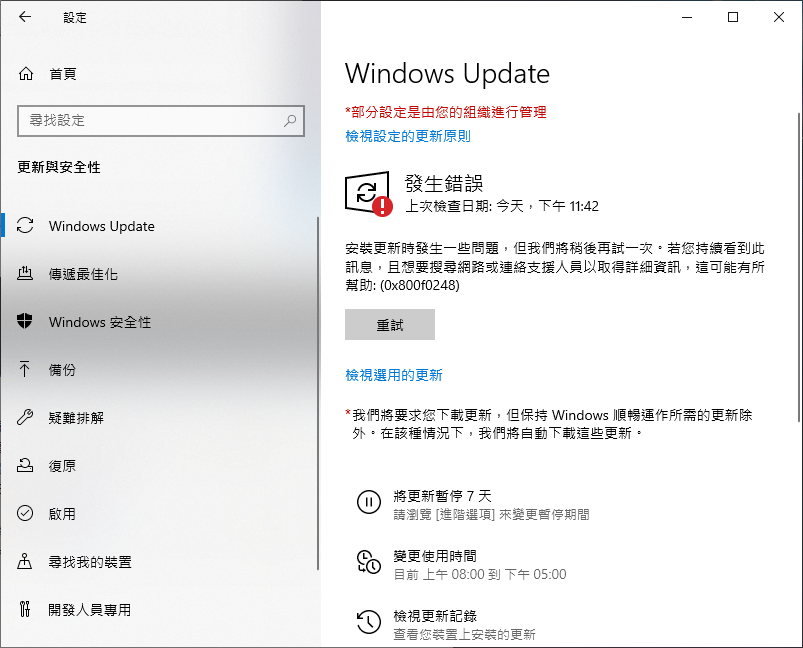 設定
首頁
尋找設定
更新與安全性
Windows Update
傳遞最佳化
Windows 安全性
備份
疑難排解
復原
啟用
尋找我的裝置
開發人員專用
Windows Update
*部分設定是由您的組織進行管理
檢視設定的更新原則
發生錯誤
上次檢查日期: 今天，下午 11:42
安裝更新時發生一些問題，但我們將稍後再試一次。若您持續看到此
訊息，且想要搜尋網路或連絡支援人員以取得詳細資訊，這可能有所
幫助: (0x800f0248)
重試
檢視選用的更新
*我們將要求您下載更新，但保持 Windows 順暢運作所需的更新除
外。在該種情況下，我們將自動下載這些更新。
將更新暫停 7 天
請瀏覽 [進階選項] 來變更暫停期間
變更使用時間
目前 上午 08:00 到 下午 05:00
檢視更新記錄
查看您裝置上安裝的更新